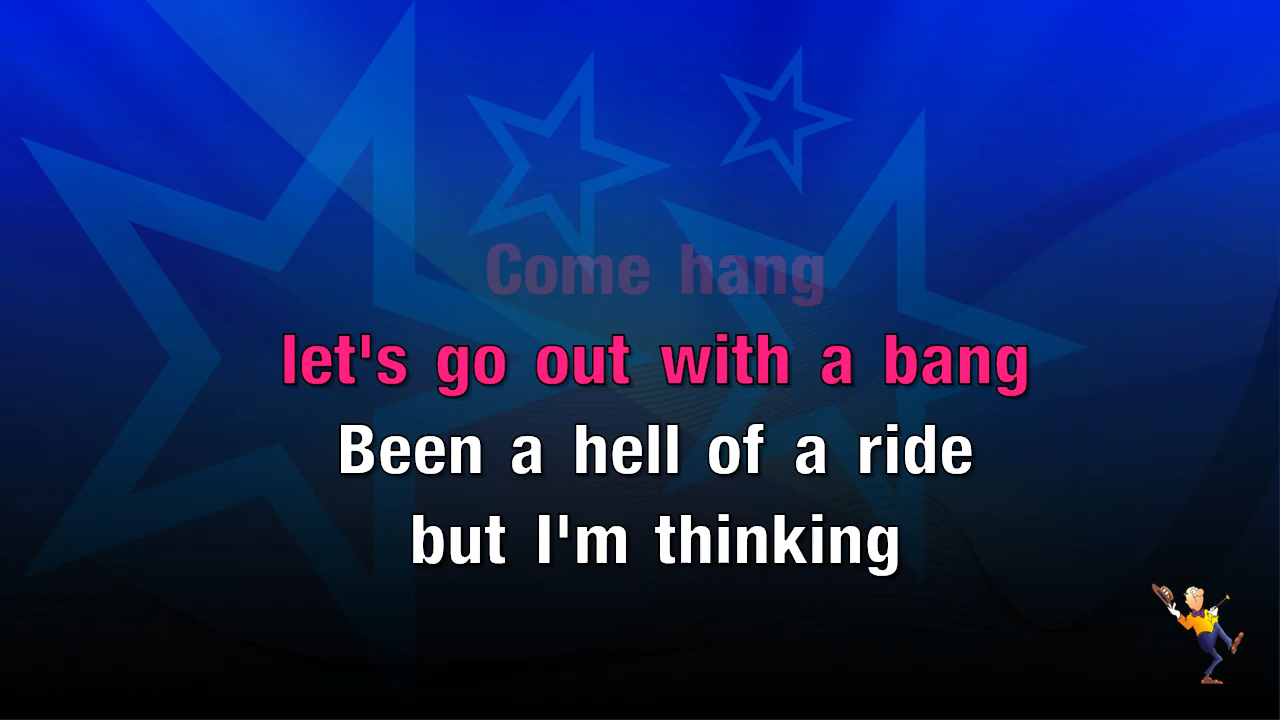 Come hang
let's go out with a bang
Been a hell of a ride
but I'm thinking